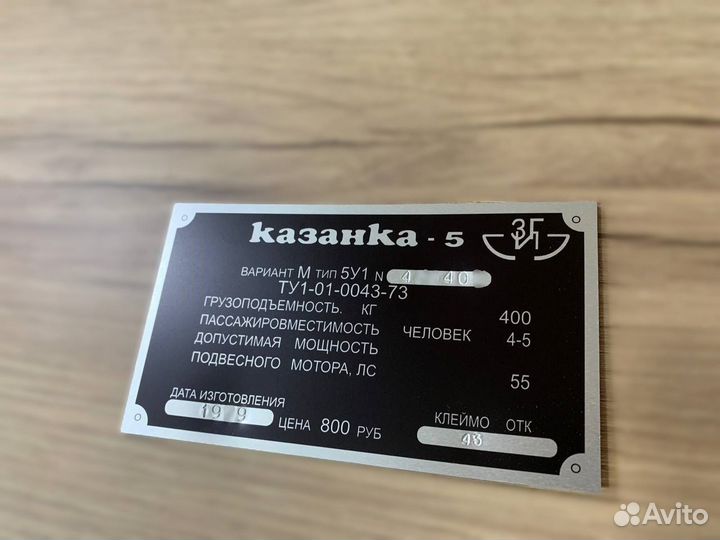 казанка - 5
ЗГ
И
ВАРИАНТ М ТИП 5У1 N 4 40
ТУ1-01-0043-73
ГРУЗОПОДЪЕМНОСТЬ. КГ 400
ПАССАЖИРОВМЕСТИМОСТЬ ЧЕЛОВЕК 4-5
ДОПУСТИМАЯ МОЩНОСТЬ
ПОДВЕСНОГО МОТОРА, ЛС 55
ДАТА ИЗГОТОВЛЕНИЯ
19 9
ЦЕНА 800 РУБ
КЛЕЙМО ОТК
43
Avito